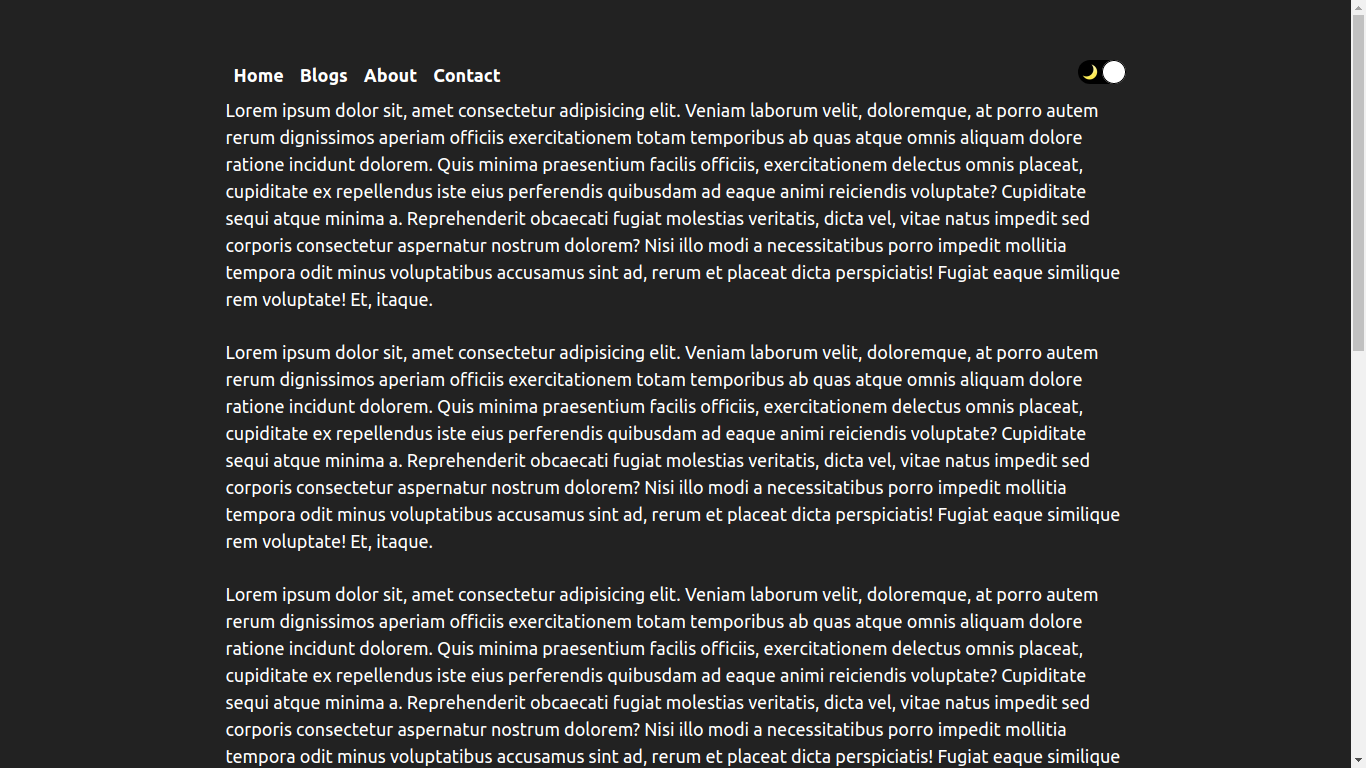 Home Blogs About Contact
Lorem ipsum dolor sit, amet consectetur adipisicing elit. Veniam laborum velit, doloremque, at porro autem
rerum dignissimos aperiam officiis exercitationem totam temporibus ab quas atque omnis aliquam dolore
ratione incidunt dolorem. Quis minima praesentium facilis officiis, exercitationem delectus omnis placeat,
cupiditate ex repellendus iste eius perferendis quibusdam ad eaque animi reiciendis voluptate? Cupiditate
sequi atque minima a. Reprehenderit obcaecati fugiat molestias veritatis, dicta vel, vitae natus impedit sed
corporis consectetur aspernatur nostrum dolorem? Nisi illo modi a necessitatibus porro impedit mollitia
tempora odit minus voluptatibus accusamus sint ad, rerum et placeat dicta perspiciatis! Fugiat eaque similique
rem voluptate! Et, itaque.
Lorem ipsum dolor sit, amet consectetur adipisicing elit. Veniam laborum velit, doloremque, at porro autem
rerum dignissimos aperiam officiis exercitationem totam temporibus ab quas atque omnis aliquam dolore
ratione incidunt dolorem. Quis minima praesentium facilis officiis, exercitationem delectus omnis placeat,
cupiditate ex repellendus iste eius perferendis quibusdam ad eaque animi reiciendis voluptate? Cupiditate
sequi atque minima a. Reprehenderit obcaecati fugiat molestias veritatis, dicta vel, vitae natus impedit sed
corporis consectetur aspernatur nostrum dolorem? Nisi illo modi a necessitatibus porro impedit mollitia
tempora odit minus voluptatibus accusamus sint ad, rerum et placeat dicta perspiciatis! Fugiat eaque similique
rem voluptate! Et, itaque.
Lorem ipsum dolor sit, amet consectetur adipisicing elit. Veniam laborum velit, doloremque, at porro autem
rerum dignissimos aperiam officiis exercitationem totam temporibus ab quas atque omnis aliquam dolore
ratione incidunt dolorem. Quis minima praesentium facilis officiis, exercitationem delectus omnis placeat,
cupiditate ex repellendus iste eius perferendis quibusdam ad eaque animi reiciendis voluptate? Cupiditate
sequi atque minima a. Reprehenderit obcaecati fugiat molestias veritatis, dicta vel, vitae natus impedit sed
corporis consectetur aspernatur nostrum dolorem? Nisi illo modi a necessitatibus porro impedit mollitia
tempora odit minus voluptatibus accusamus sint ad, rerum et placeat dicta perspiciatis! Fugiat eaque similique